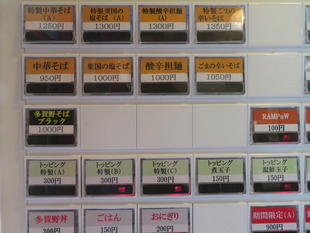 特製中華そば
(A)
1250円
特製粟国の
塩そば (A)
1300円
特製酸辛担麺
(A)
1300円
特製ごまの
辛いそば
1350円
中華そば
950円
粟国の塩そば
1000円
酸辛担麺
1000円
ごまの辛いそば
1050円
多賀野そば
ブラック
1000円
100円
トッピング
特製(A)
300円
トッピング
特製(B)
300円
トッピング
特製(C)
300円
トッピング
煮玉子
150円
トッピング
温鮮玉子
150円
多賀野丼
300円
ごはん
150円
おにぎり
200円
期間限定(A)
900円